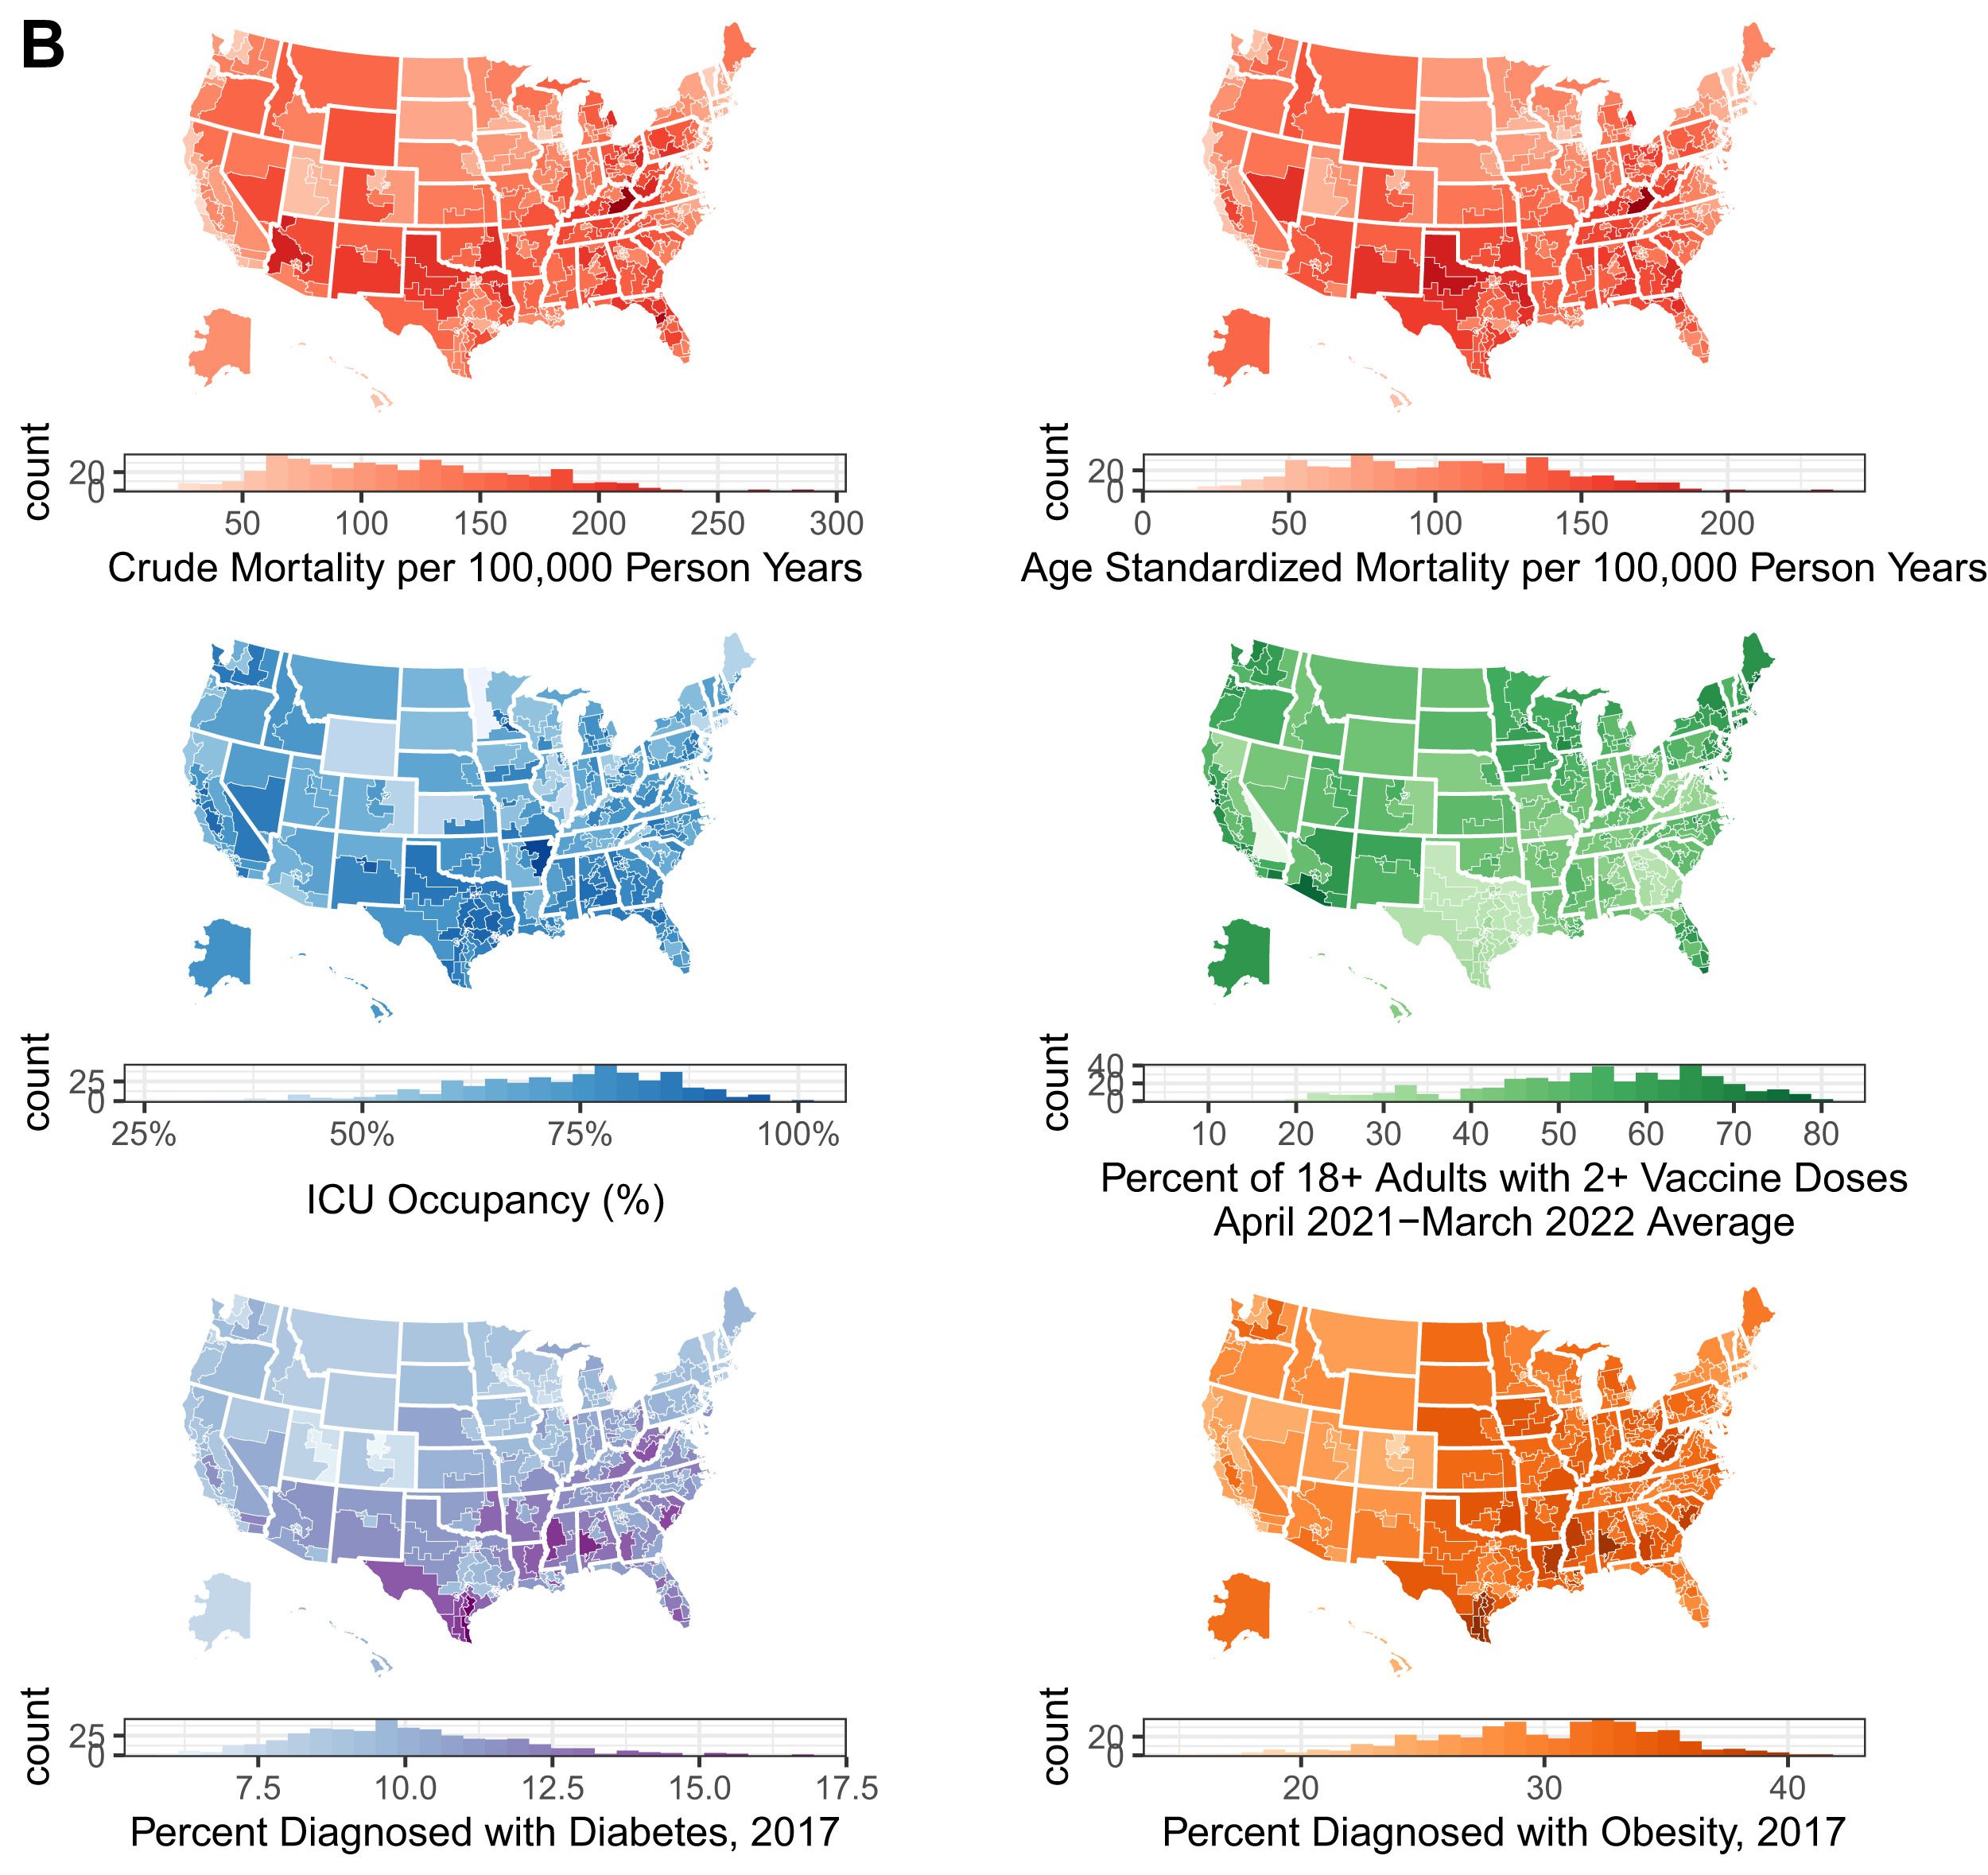 B
count
20
0
50 100 150 200 250 300
Crude Mortality per 100,000 Person Years
count
20
0
0 50 100 150 200
Age Standardized Mortality per 100,000 Person Years
count
25
0
25% 50% 75% 100%
ICU Occupancy (%)
count
40
20
0
10 20 30 40 50 60 70 80
Percent of 18+ Adults with 2+ Vaccine Doses
April 2021−March 2022 Average
count
25
0
7.5 10.0 12.5 15.0 17.5
Percent Diagnosed with Diabetes, 2017
count
20
0
20 30 40
Percent Diagnosed with Obesity, 2017